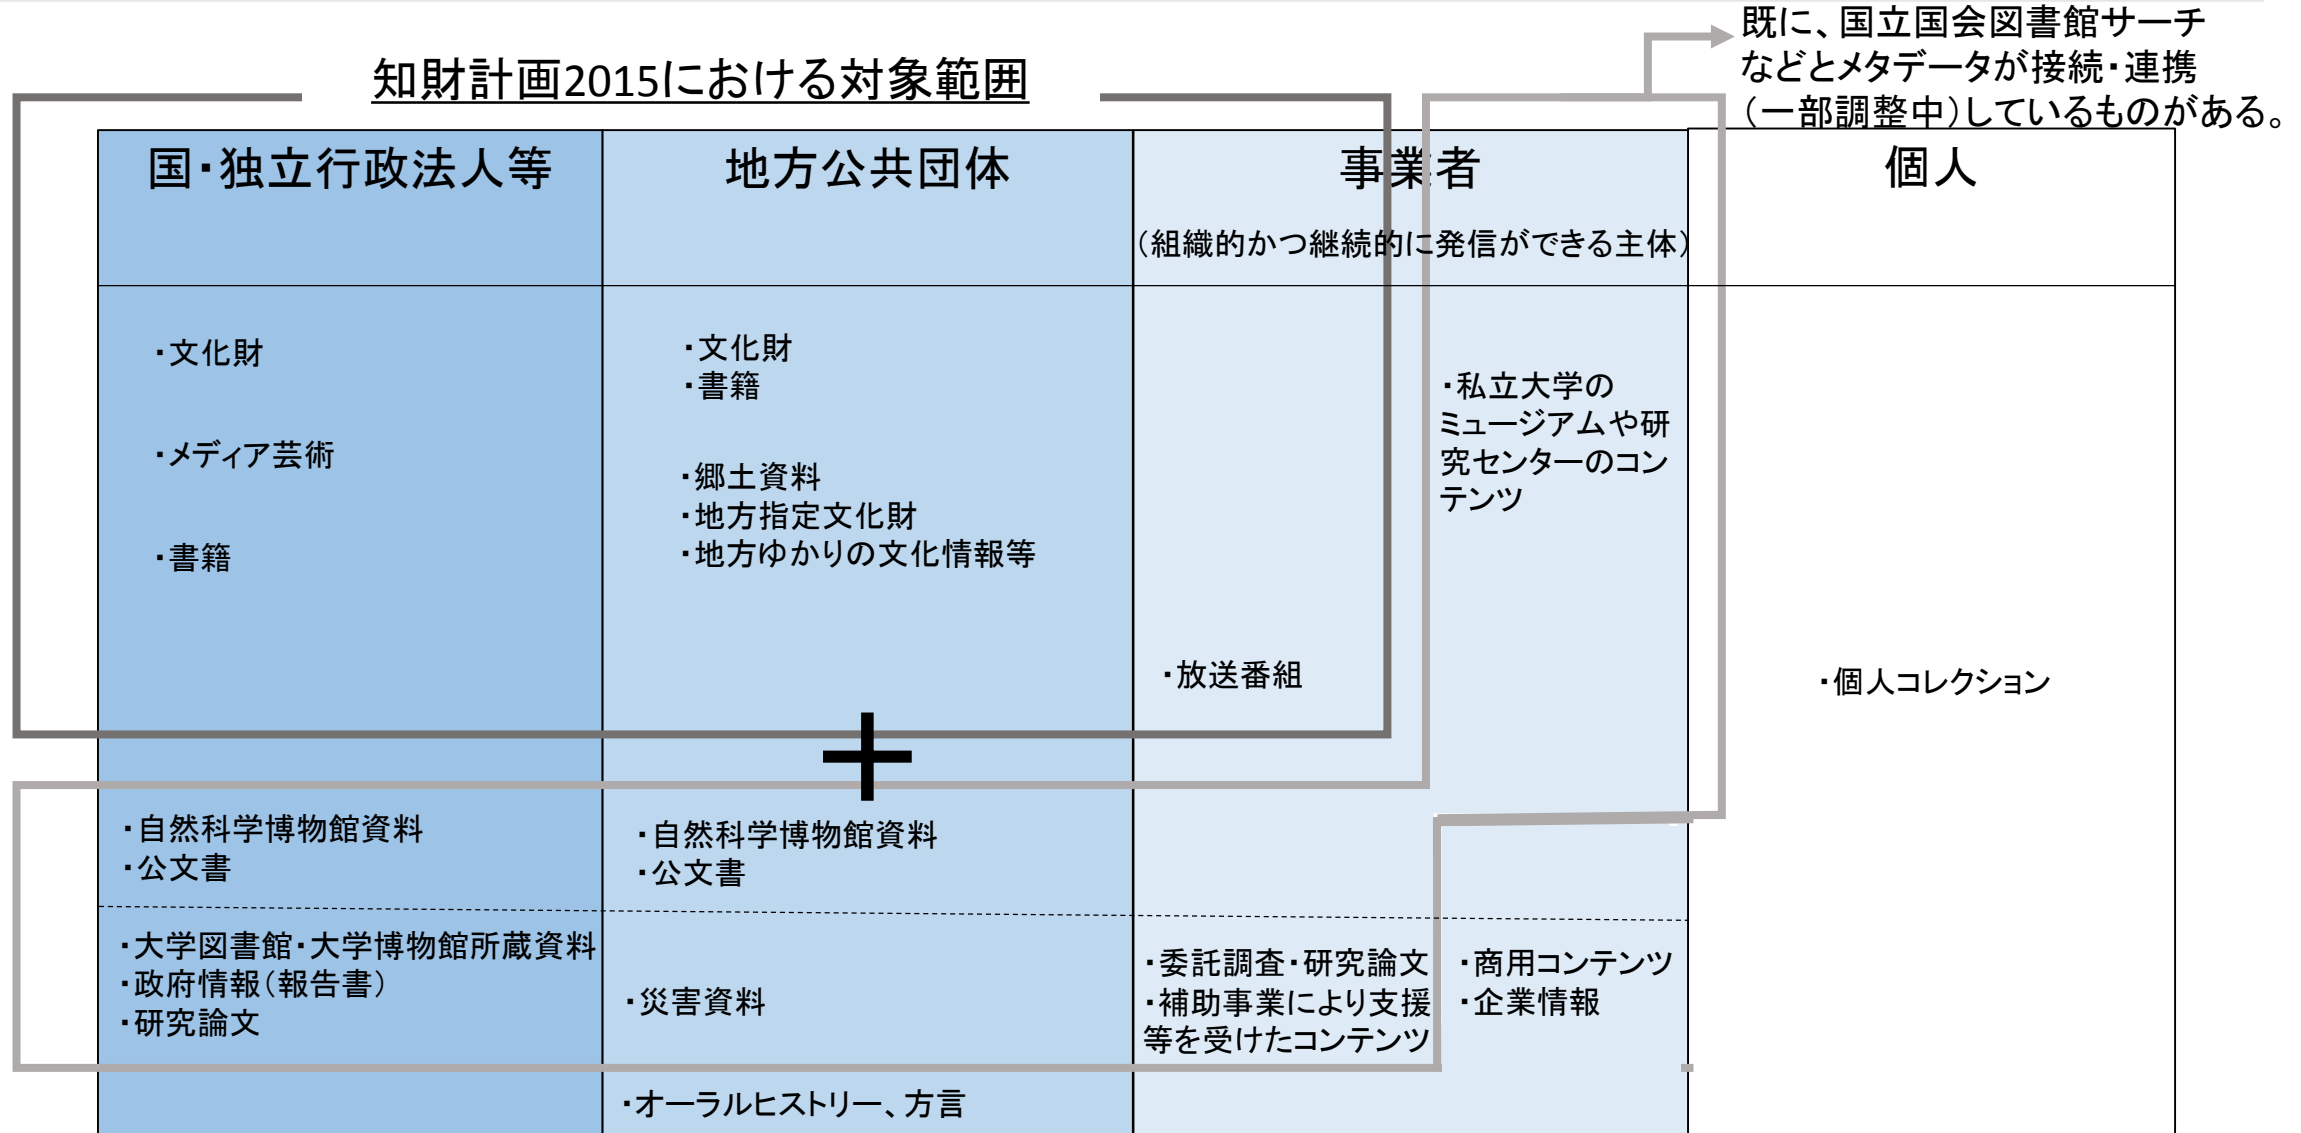 既に、国立国会図書館サーチ
などとメタデータが接続・連携
（一部調整中）しているものがある。
知財計画2015における対象範囲
国・独立行政法人等
地方公共団体
事業者
（組織的かつ継続的に発信ができる主体）
個人
・文化財
・メディア芸術
・書籍
・文化財
・書籍
・郷土資料
・地方指定文化財
・地方ゆかりの文化情報等
・放送番組
・私立大学の
ミュージアムや研
究センターのコン
テンツ
・個人コレクション
＋
・自然科学博物館資料
・公文書
・自然科学博物館資料
・公文書
・大学図書館・大学博物館所蔵資料
・政府情報（報告書）
・研究論文
・災害資料
・委託調査・研究論文
・補助事業により支援
等を受けたコンテンツ
・商用コンテンツ
・企業情報
・オーラルヒストリー、方言